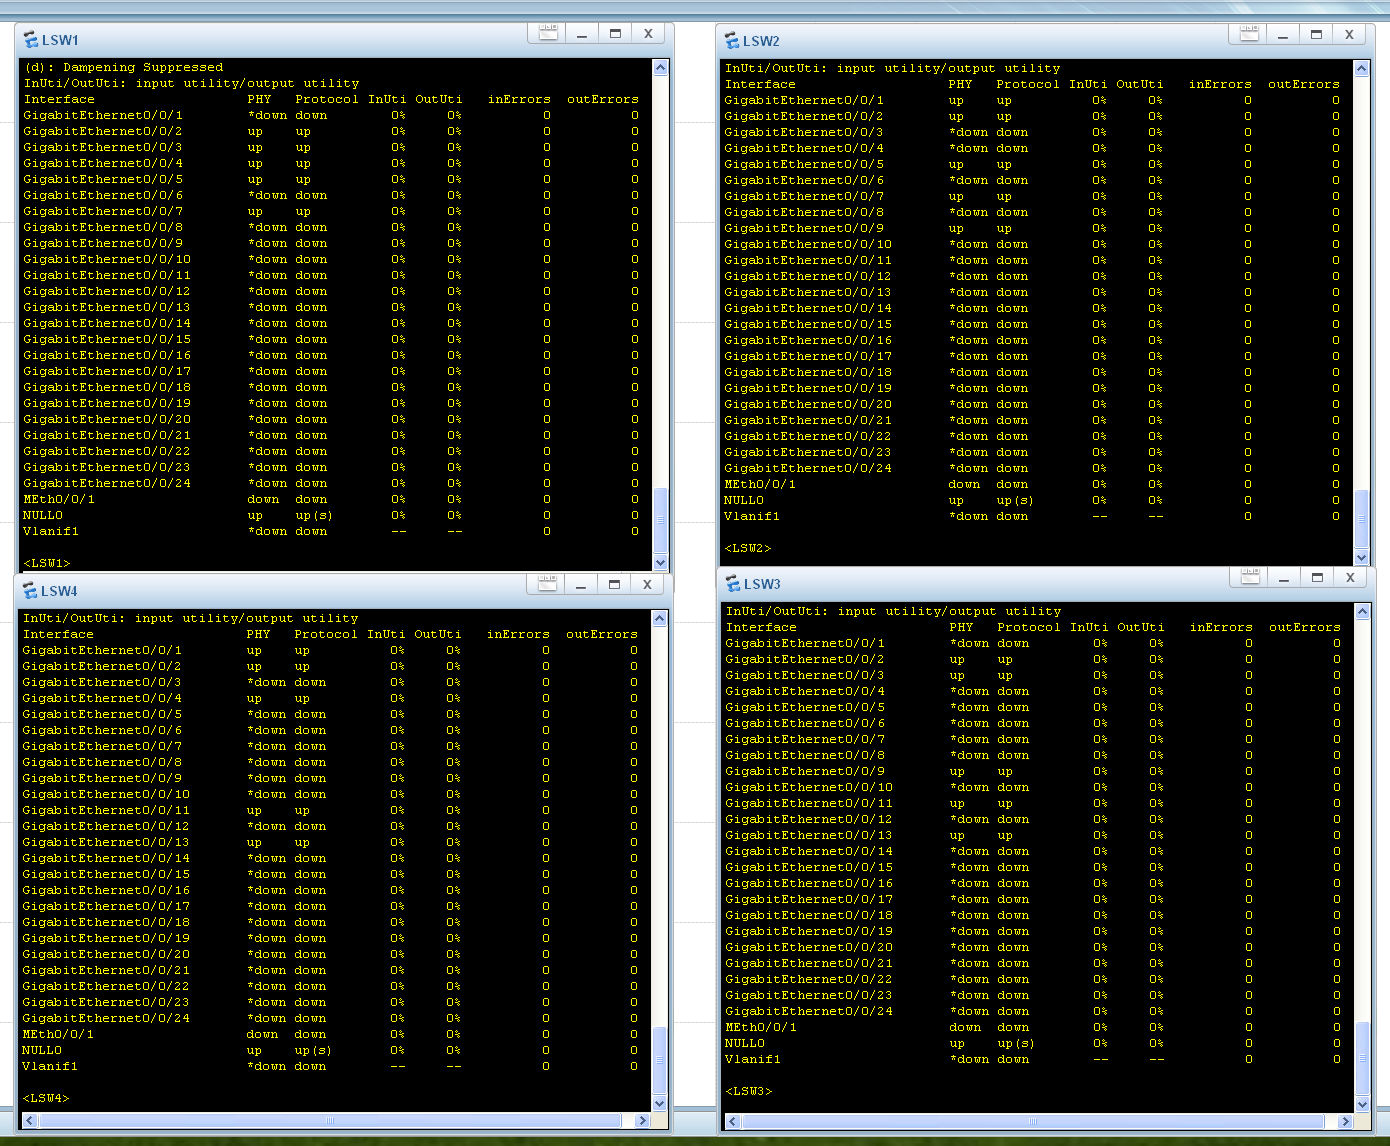 LSW1
(d): Dampening Suppressed
InUti/OutUti: input utility/output utility
Interface PHY Protocol InUti OutUti inErrors outErrors
GigabitEthernet0/0/1 *down down 0% 0% 0 0
GigabitEthernet0/0/2 up up 0% 0% 0 0
GigabitEthernet0/0/3 up up 0% 0% 0 0
GigabitEthernet0/0/4 up up 0% 0% 0 0
GigabitEthernet0/0/5 up up 0% 0% 0 0
GigabitEthernet0/0/6 *down down 0% 0% 0 0
GigabitEthernet0/0/7 up up 0% 0% 0 0
GigabitEthernet0/0/8 *down down 0% 0% 0 0
GigabitEthernet0/0/9 *down down 0% 0% 0 0
GigabitEthernet0/0/10 *down down 0% 0% 0 0
GigabitEthernet0/0/11 *down down 0% 0% 0 0
GigabitEthernet0/0/12 *down down 0% 0% 0 0
GigabitEthernet0/0/13 *down down 0% 0% 0 0
GigabitEthernet0/0/14 *down down 0% 0% 0 0
GigabitEthernet0/0/15 *down down 0% 0% 0 0
GigabitEthernet0/0/16 *down down 0% 0% 0 0
GigabitEthernet0/0/17 *down down 0% 0% 0 0
GigabitEthernet0/0/18 *down down 0% 0% 0 0
GigabitEthernet0/0/19 *down down 0% 0% 0 0
GigabitEthernet0/0/20 *down down 0% 0% 0 0
GigabitEthernet0/0/21 *down down 0% 0% 0 0
GigabitEthernet0/0/22 *down down 0% 0% 0 0
GigabitEthernet0/0/23 *down down 0% 0% 0 0
GigabitEthernet0/0/24 *down down 0% 0% 0 0
MEth0/0/1 down down 0% 0% 0 0
NULL0 up up(s) 0% 0% 0 0
Vlanif1 *down down -- -- 0 0
<LSW1>
LSW2
InUti/OutUti: input utility/output utility
Interface PHY Protocol InUti OutUti inErrors outErrors
GigabitEthernet0/0/1 up up 0% 0% 0 0
GigabitEthernet0/0/2 up up 0% 0% 0 0
GigabitEthernet0/0/3 *down down 0% 0% 0 0
GigabitEthernet0/0/4 *down down 0% 0% 0 0
GigabitEthernet0/0/5 up up 0% 0% 0 0
GigabitEthernet0/0/6 *down down 0% 0% 0 0
GigabitEthernet0/0/7 up up 0% 0% 0 0
GigabitEthernet0/0/8 *down down 0% 0% 0 0
GigabitEthernet0/0/9 up up 0% 0% 0 0
GigabitEthernet0/0/10 *down down 0% 0% 0 0
GigabitEthernet0/0/11 *down down 0% 0% 0 0
GigabitEthernet0/0/12 *down down 0% 0% 0 0
GigabitEthernet0/0/13 *down down 0% 0% 0 0
GigabitEthernet0/0/14 *down down 0% 0% 0 0
GigabitEthernet0/0/15 *down down 0% 0% 0 0
GigabitEthernet0/0/16 *down down 0% 0% 0 0
GigabitEthernet0/0/17 *down down 0% 0% 0 0
GigabitEthernet0/0/18 *down down 0% 0% 0 0
GigabitEthernet0/0/19 *down down 0% 0% 0 0
GigabitEthernet0/0/20 *down down 0% 0% 0 0
GigabitEthernet0/0/21 *down down 0% 0% 0 0
GigabitEthernet0/0/22 *down down 0% 0% 0 0
GigabitEthernet0/0/23 *down down 0% 0% 0 0
GigabitEthernet0/0/24 *down down 0% 0% 0 0
MEth0/0/1 down down 0% 0% 0 0
NULL0 up up(s) 0% 0% 0 0
Vlanif1 *down down -- -- 0 0
<LSW2>
LSW4
InUti/OutUti: input utility/output utility
Interface PHY Protocol InUti OutUti inErrors outErrors
GigabitEthernet0/0/1 up up 0% 0% 0 0
GigabitEthernet0/0/2 up up 0% 0% 0 0
GigabitEthernet0/0/3 *down down 0% 0% 0 0
GigabitEthernet0/0/4 up up 0% 0% 0 0
GigabitEthernet0/0/5 *down down 0% 0% 0 0
GigabitEthernet0/0/6 *down down 0% 0% 0 0
GigabitEthernet0/0/7 *down down 0% 0% 0 0
GigabitEthernet0/0/8 *down down 0% 0% 0 0
GigabitEthernet0/0/9 *down down 0% 0% 0 0
GigabitEthernet0/0/10 *down down 0% 0% 0 0
GigabitEthernet0/0/11 up up 0% 0% 0 0
GigabitEthernet0/0/12 *down down 0% 0% 0 0
GigabitEthernet0/0/13 up up 0% 0% 0 0
GigabitEthernet0/0/14 *down down 0% 0% 0 0
GigabitEthernet0/0/15 *down down 0% 0% 0 0
GigabitEthernet0/0/16 *down down 0% 0% 0 0
GigabitEthernet0/0/17 *down down 0% 0% 0 0
GigabitEthernet0/0/18 *down down 0% 0% 0 0
GigabitEthernet0/0/19 *down down 0% 0% 0 0
GigabitEthernet0/0/20 *down down 0% 0% 0 0
GigabitEthernet0/0/21 *down down 0% 0% 0 0
GigabitEthernet0/0/22 *down down 0% 0% 0 0
GigabitEthernet0/0/23 *down down 0% 0% 0 0
GigabitEthernet0/0/24 *down down 0% 0% 0 0
MEth0/0/1 down down 0% 0% 0 0
NULL0 up up(s) 0% 0% 0 0
Vlanif1 *down down -- -- 0 0
<LSW4>
LSW3
InUti/OutUti: input utility/output utility
Interface PHY Protocol InUti OutUti inErrors outErrors
GigabitEthernet0/0/1 *down down 0% 0% 0 0
GigabitEthernet0/0/2 up up 0% 0% 0 0
GigabitEthernet0/0/3 up up 0% 0% 0 0
GigabitEthernet0/0/4 *down down 0% 0% 0 0
GigabitEthernet0/0/5 *down down 0% 0% 0 0
GigabitEthernet0/0/6 *down down 0% 0% 0 0
GigabitEthernet0/0/7 *down down 0% 0% 0 0
GigabitEthernet0/0/8 *down down 0% 0% 0 0
GigabitEthernet0/0/9 up up 0% 0% 0 0
GigabitEthernet0/0/10 *down down 0% 0% 0 0
GigabitEthernet0/0/11 up up 0% 0% 0 0
GigabitEthernet0/0/12 *down down 0% 0% 0 0
GigabitEthernet0/0/13 up up 0% 0% 0 0
GigabitEthernet0/0/14 *down down 0% 0% 0 0
GigabitEthernet0/0/15 *down down 0% 0% 0 0
GigabitEthernet0/0/16 *down down 0% 0% 0 0
GigabitEthernet0/0/17 *down down 0% 0% 0 0
GigabitEthernet0/0/18 *down down 0% 0% 0 0
GigabitEthernet0/0/19 *down down 0% 0% 0 0
GigabitEthernet0/0/20 *down down 0% 0% 0 0
GigabitEthernet0/0/21 *down down 0% 0% 0 0
GigabitEthernet0/0/22 *down down 0% 0% 0 0
GigabitEthernet0/0/23 *down down 0% 0% 0 0
GigabitEthernet0/0/24 *down down 0% 0% 0 0
MEth0/0/1 down down 0% 0% 0 0
NULL0 up up(s) 0% 0% 0 0
Vlanif1 *down down -- -- 0 0
<LSW3>